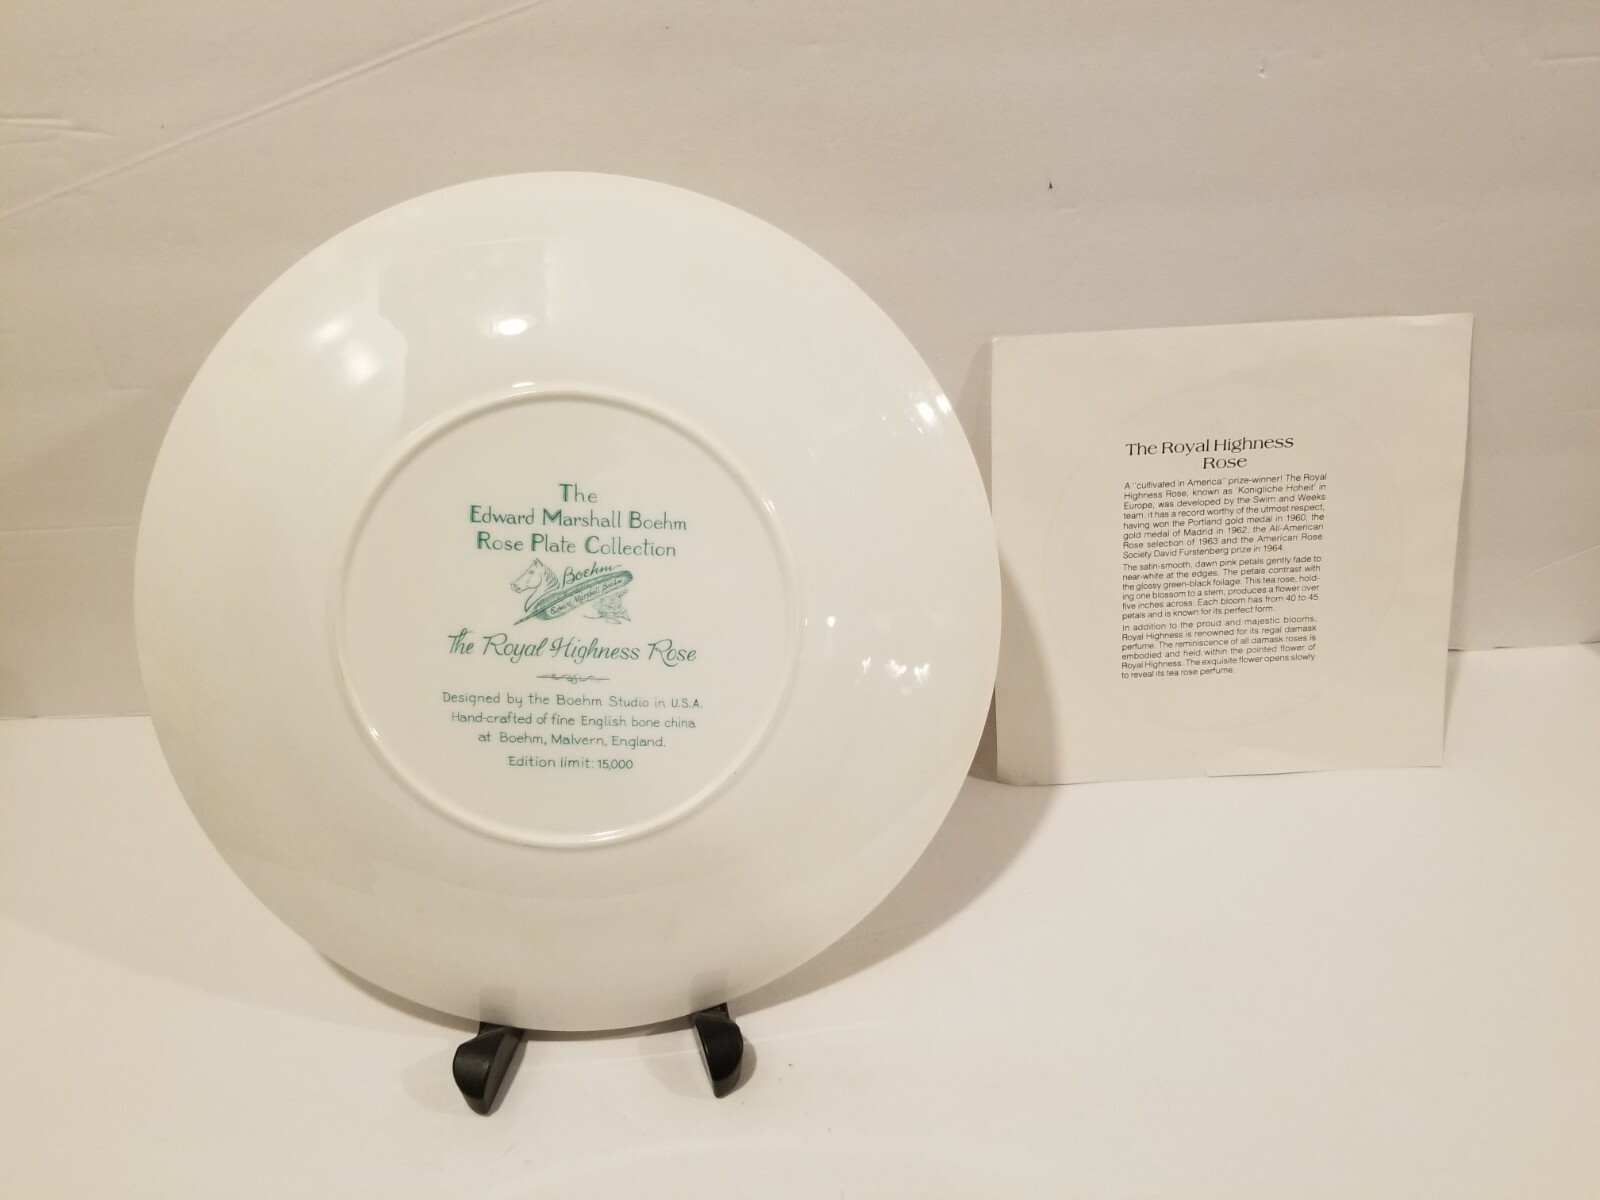 The
Edward Marshall Boehm
Rose Plate Collection
Boehm
Edward Marshall Boehm
The Royal Highness Rose
Designed by the Boehm Studio in U.S.A.
Hand-crafted of fine English bone china
at Boehm, Malvern, England.
Edition limit: 15,000
The Royal Highness
Rose
A "cultivated in America" prize-winner! The Royal
Highness Rose, known as 'Konigliche Hoheit' in
Europe, was developed by the Swim and Weeks
team. it has a record worthy of the utmost respect,
having won the Portland gold medal in 1960, the
gold medal of Madrid in 1962, the All-American
Rose selection of 1963 and the American Rose
Society David Furstenberg prize in 1964.
The satin-smooth, dawn pink petals gently fade to
near-white at the edges. The petals contrast with
the glossy green-black foliage. This tea rose, hold-
ing one blossom to a stem, produces a flower over
five inches across. Each bloom has from 40 to 45
petals and is known for its perfect form.
In addition to the proud and majestic blooms,
Royal Highness is renowned for its regal damask
perfume. The reminiscence of all damask roses is
embodied and held within the pointed flower of
Royal Highness. The exquisite flower opens slowly
to reveal its tea rose perfume.